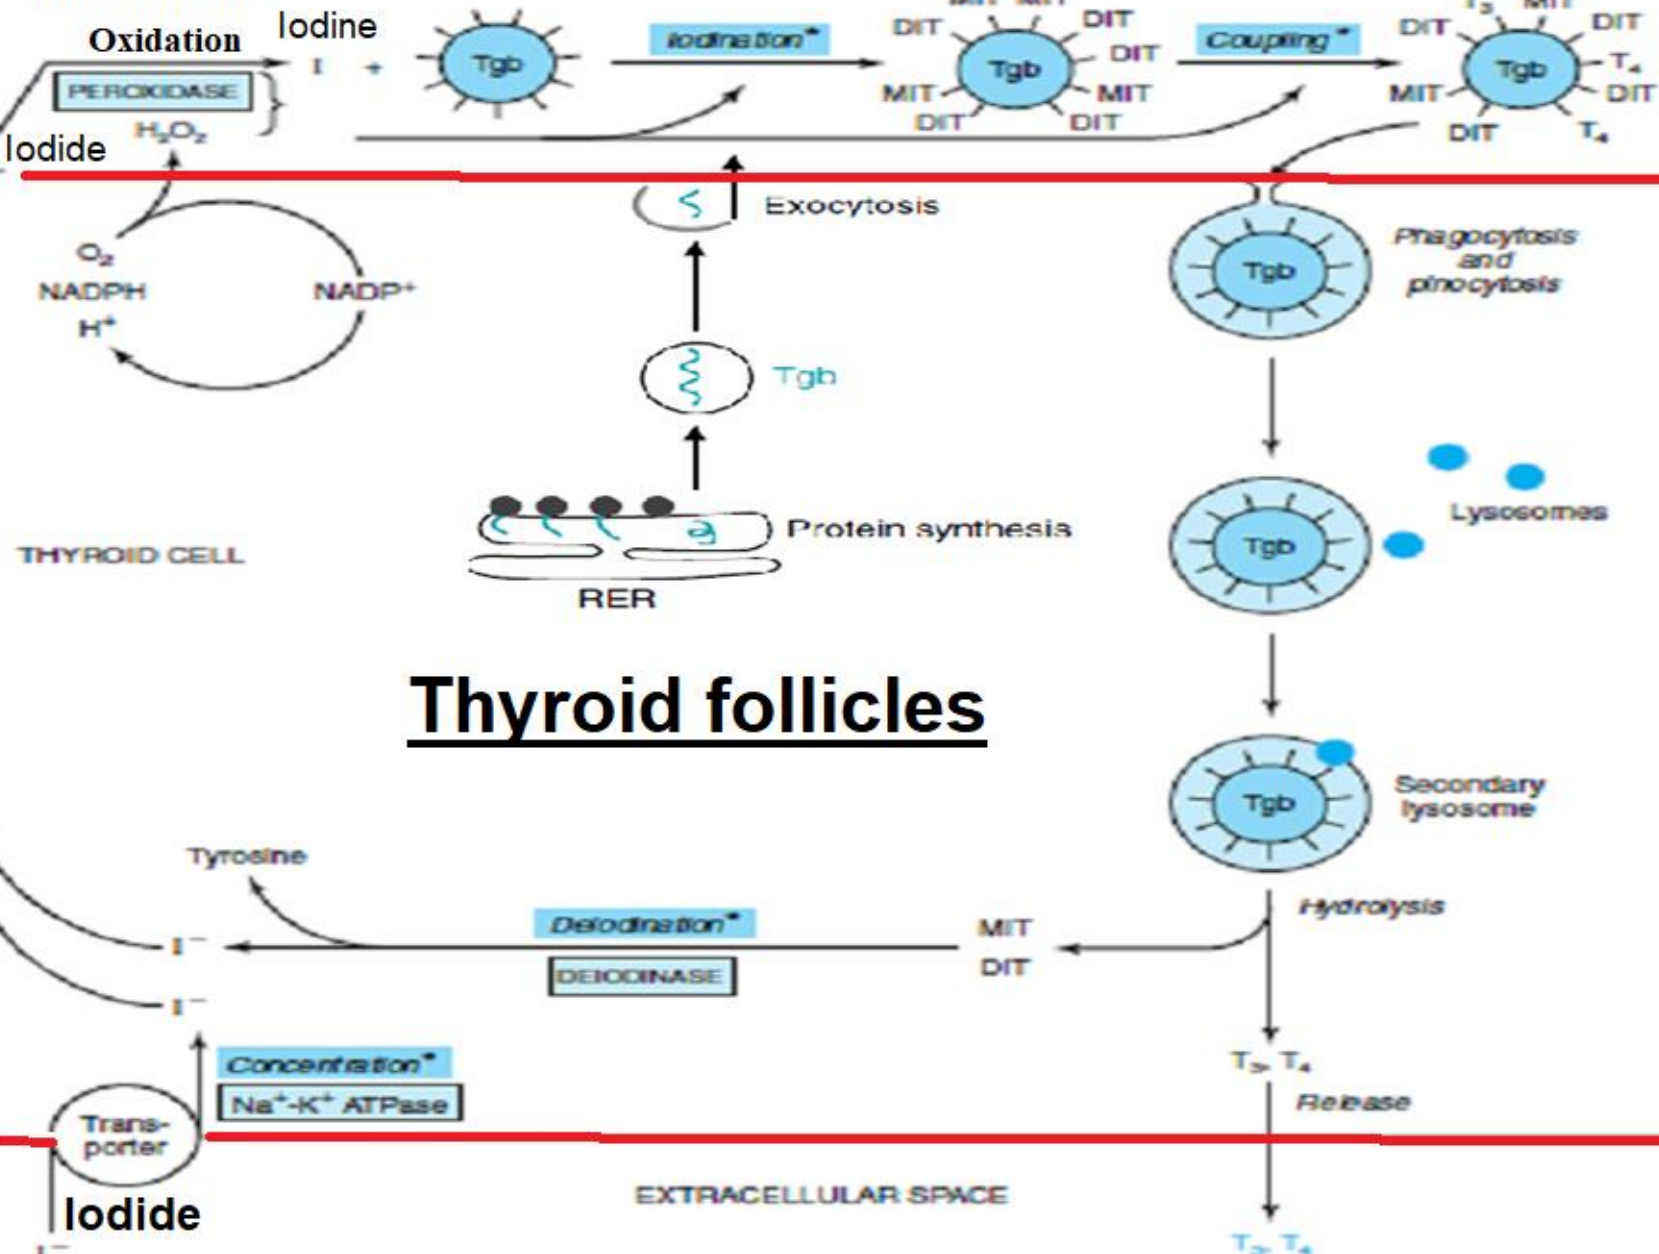 Oxidation
Iodine
DIT
DIT
DIT
DIT
Tgb
Iodination*
Coupling*
I +
Tgb
Tgb
DIT
T4
PEROXIDASE
MIT
MIT
MIT
DIT
H2O2
DIT
DIT
DIT
T4
Iodide
Exocytosis
O2
NADPH
NADP+
H+
Tgb
Phagocytosis
and
pinocytosis
Tgb
Protein synthesis
RER
Lysosomes
Tgb
THYROID CELL
Thyroid follicles
Tgb
Secondary
lysosome
Tyrosine
Hydrolysis
Deiodination*
MIT
I−
DEIODINASE
DIT
I−
Concentration*
T3, T4
Na+-K+ ATPase
Release
Trans-
porter
EXTRACELLULAR SPACE
Iodide
T3, T4